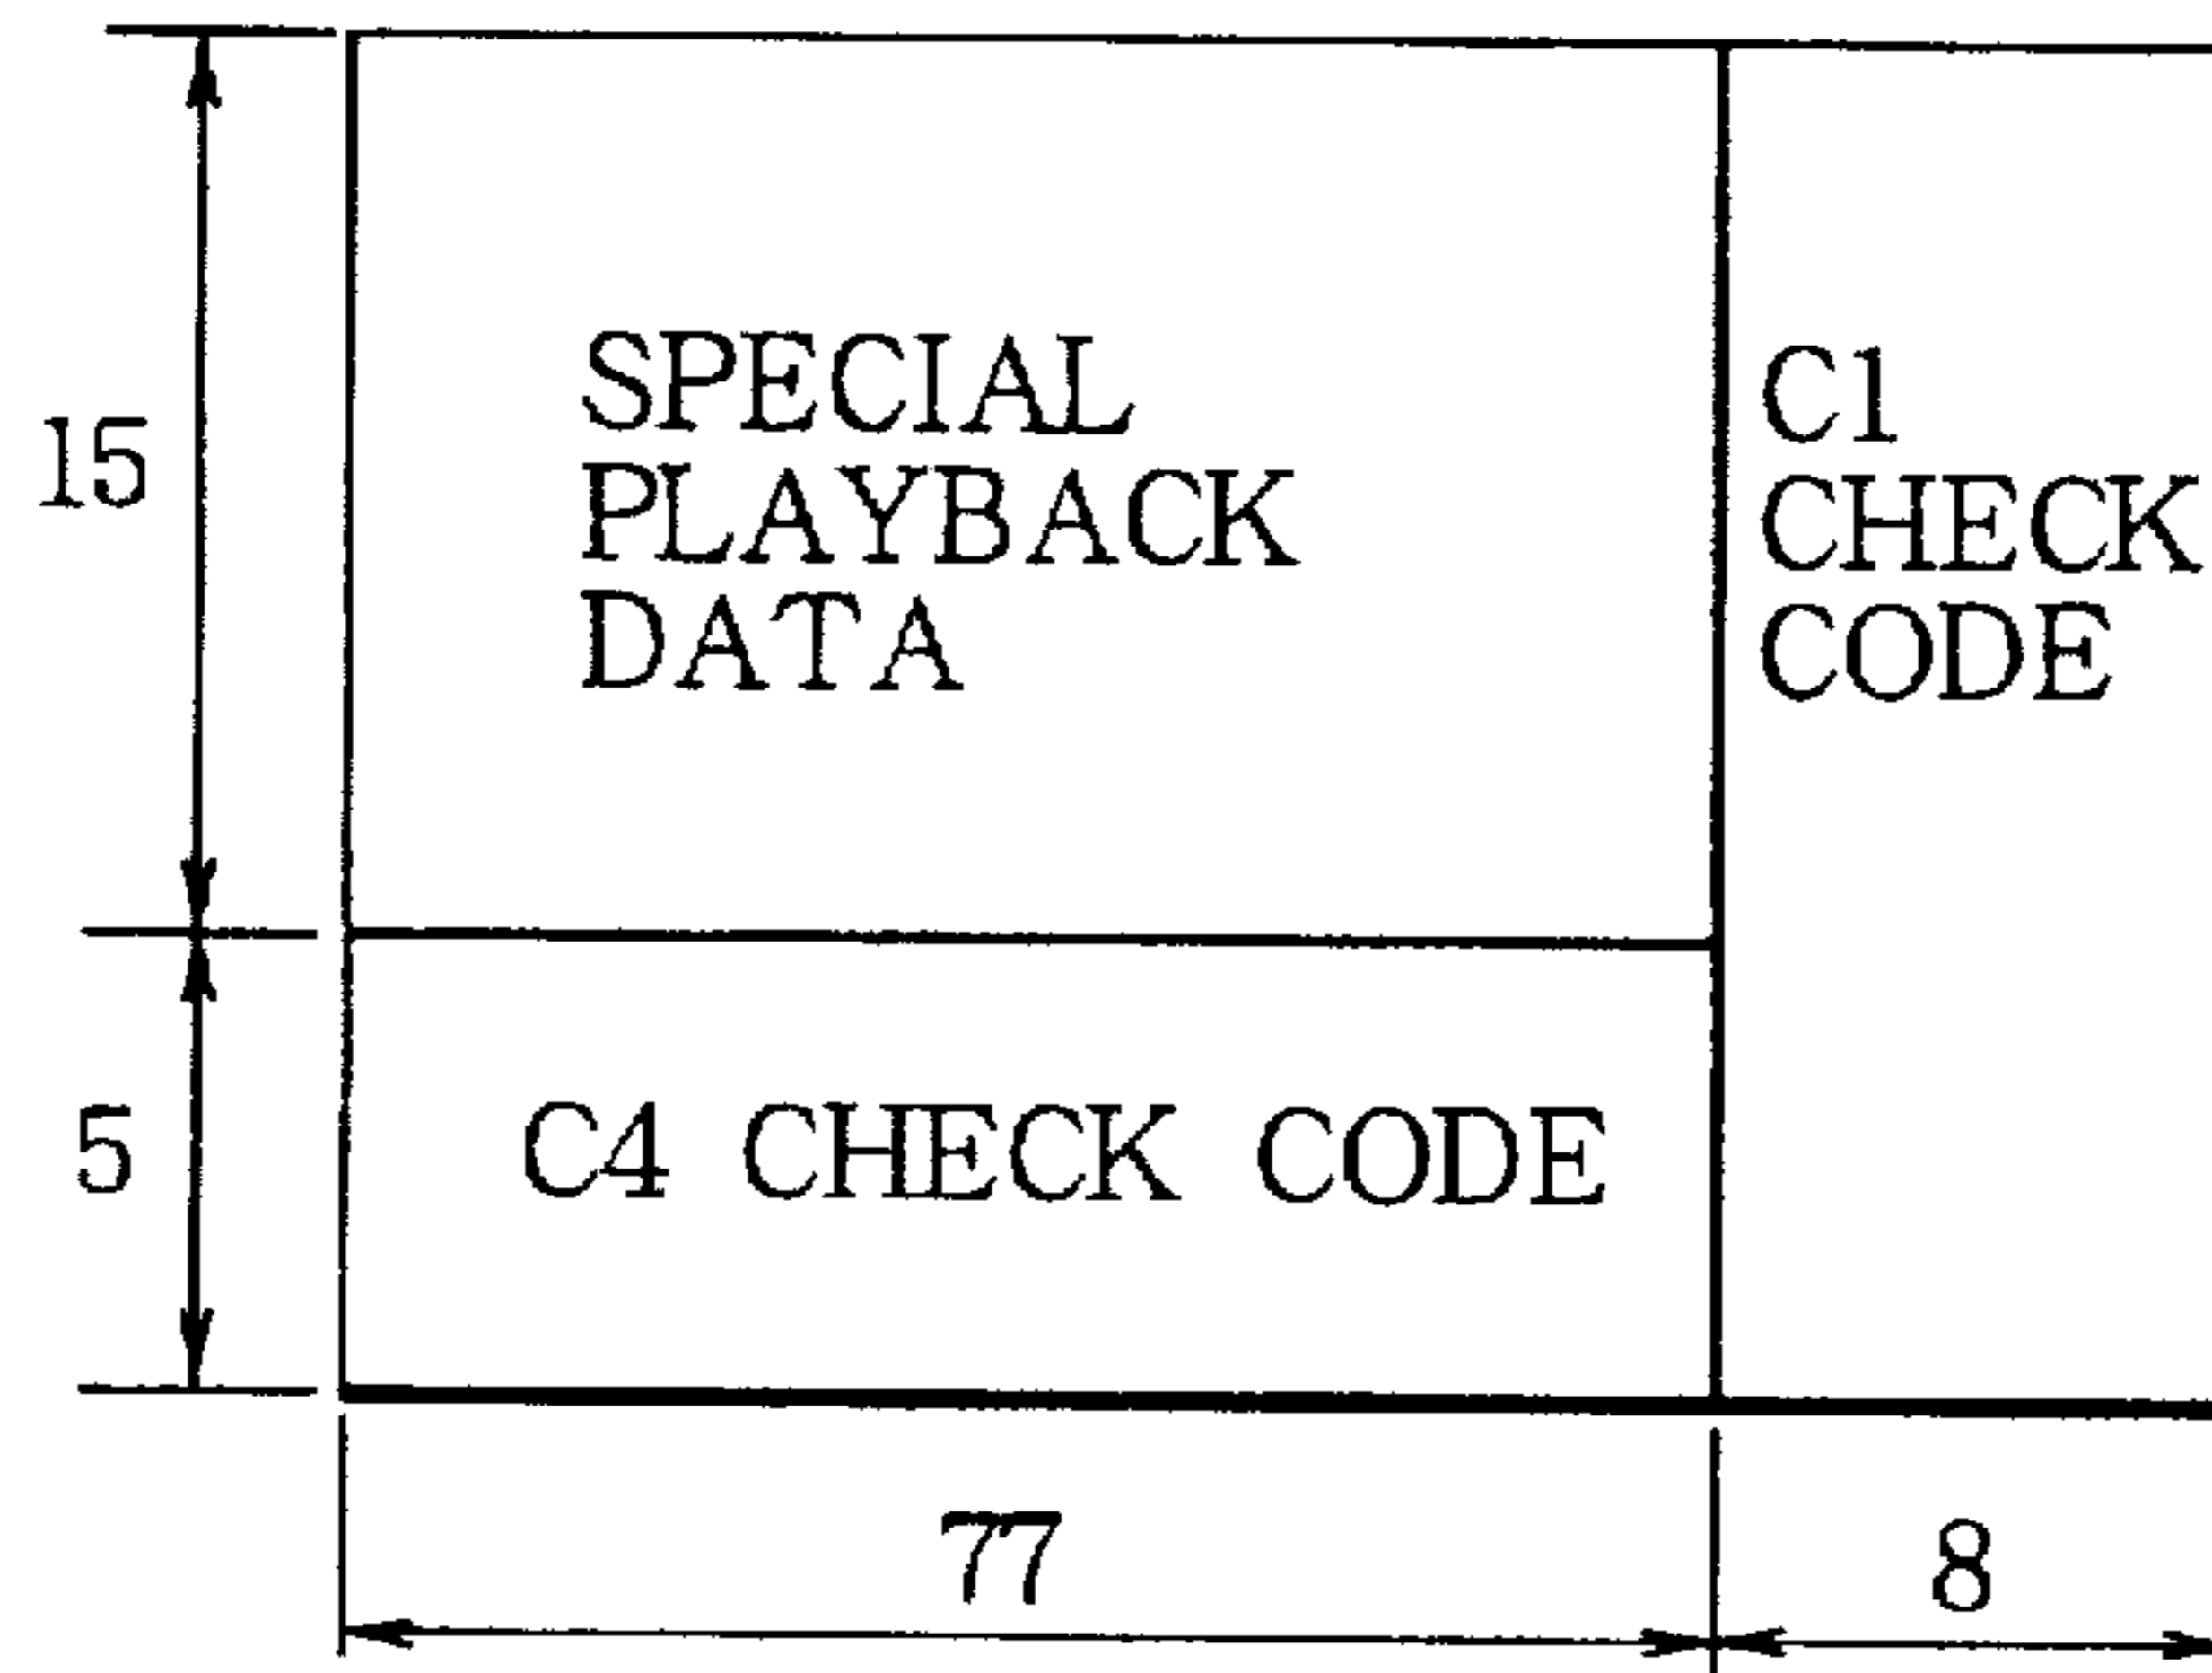 15
SPECIAL
PLAYBACK
DATA
C1
CHECK
CODE
5
C4 CHECK CODE
77
8